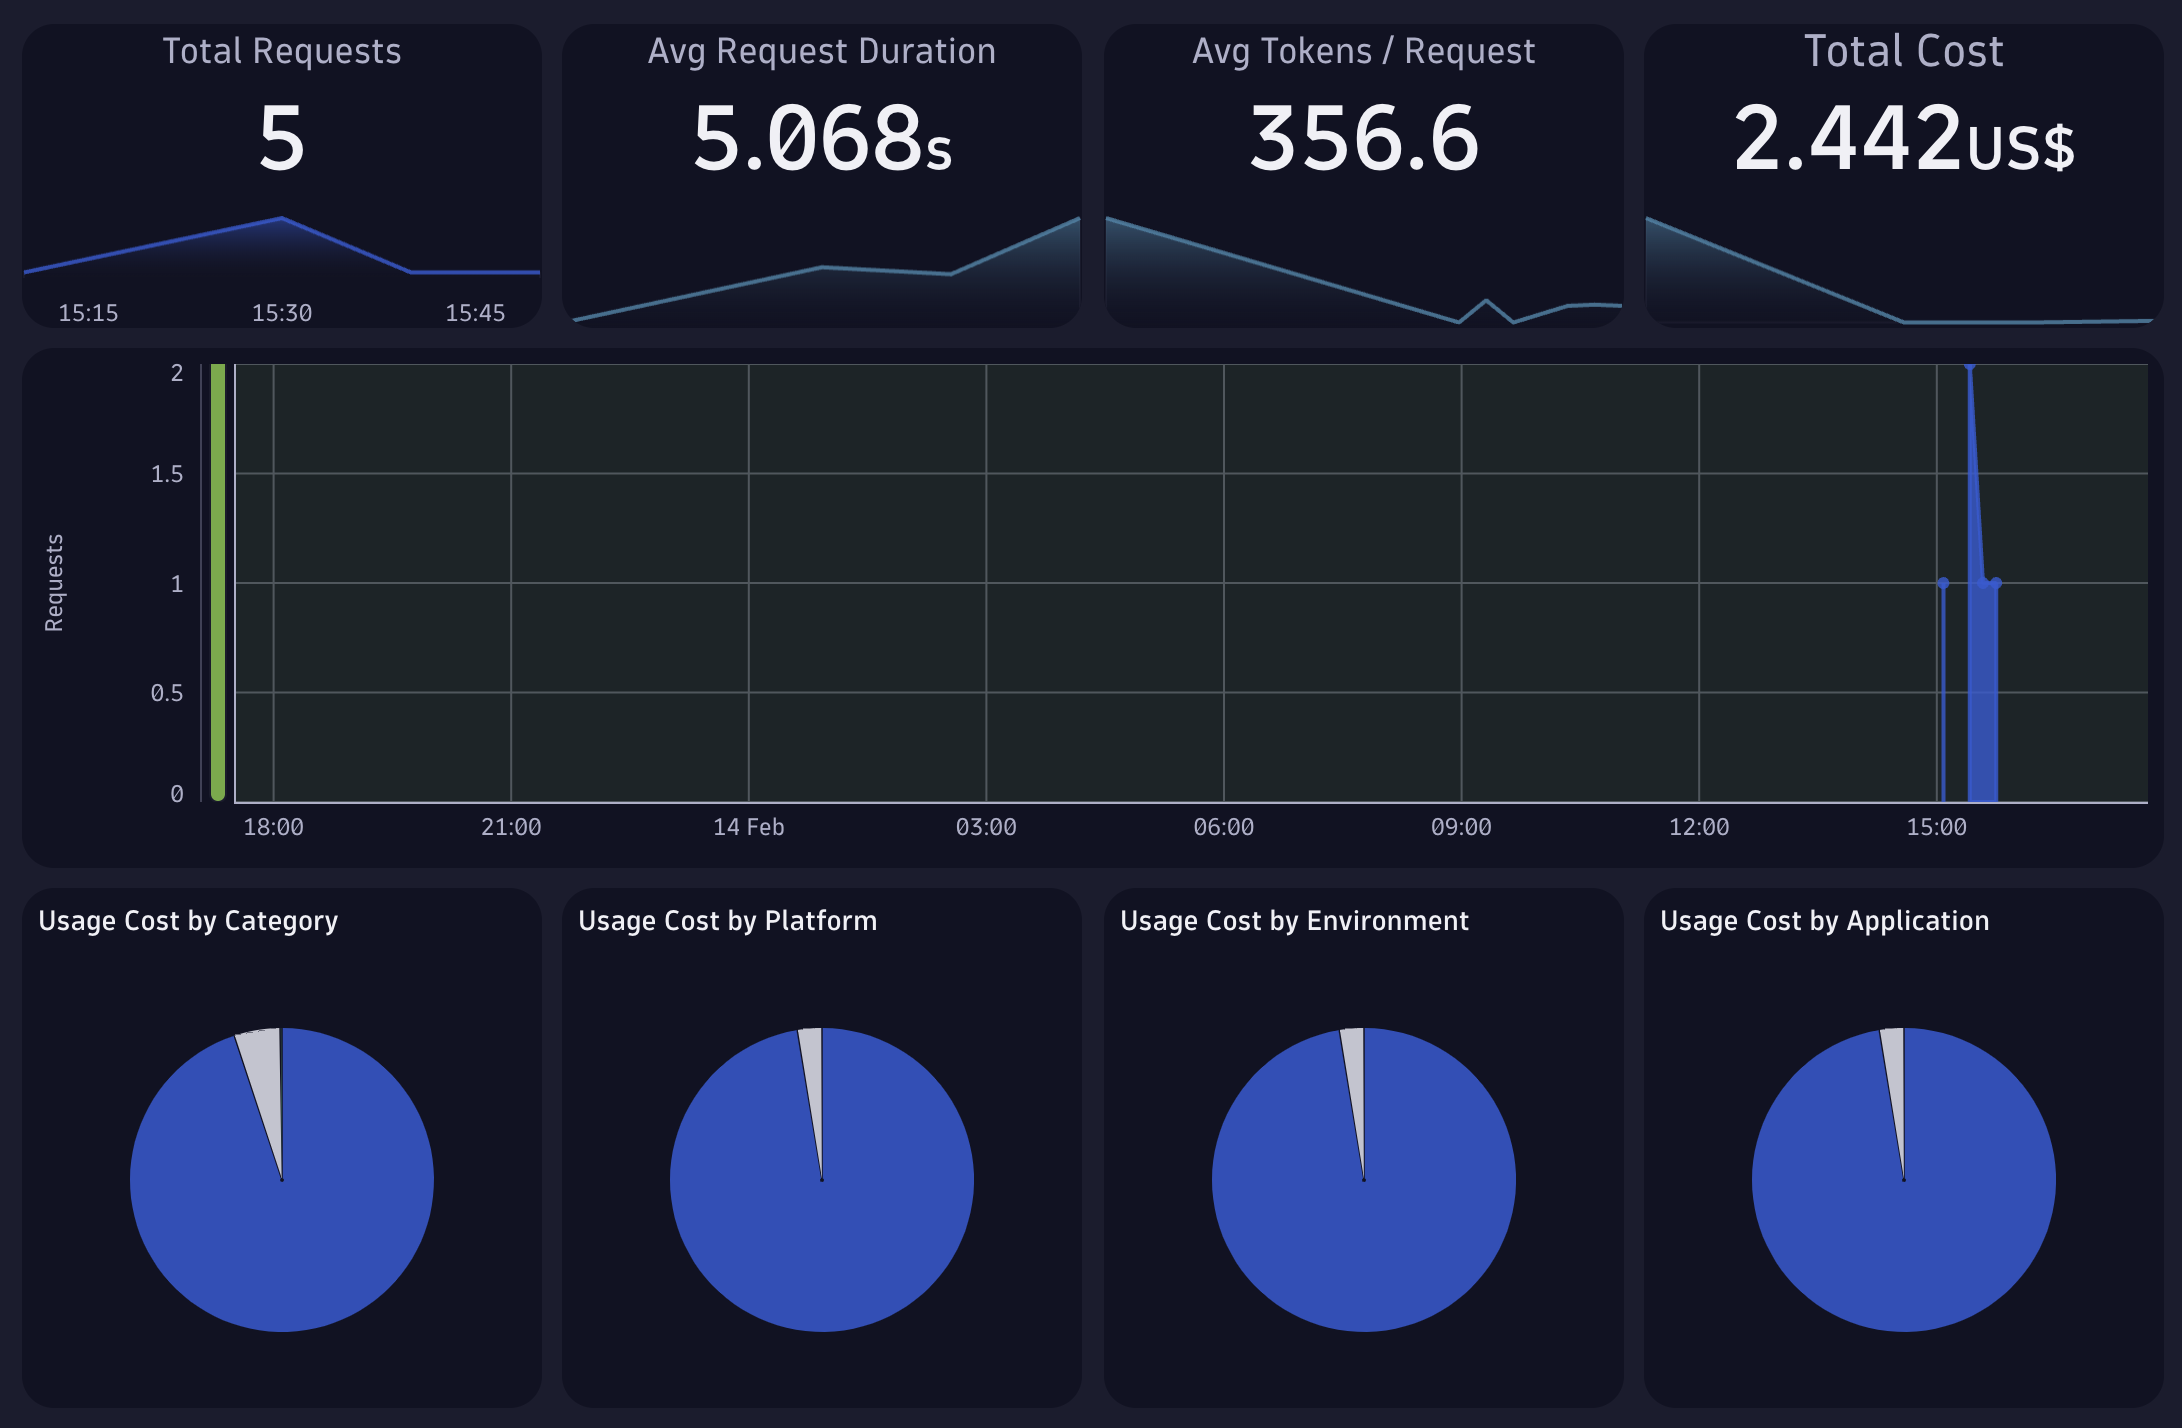 Total Requests
5
15:15 15:30 15:45
Avg Request Duration
5.068s
Avg Tokens / Request
356.6
Total Cost
2.442US$
Requests
2
1.5
1
0.5
0
18:00 21:00 14 Feb 03:00 06:00 09:00 12:00 15:00
Usage Cost by Category
Usage Cost by Platform
Usage Cost by Environment
Usage Cost by Application